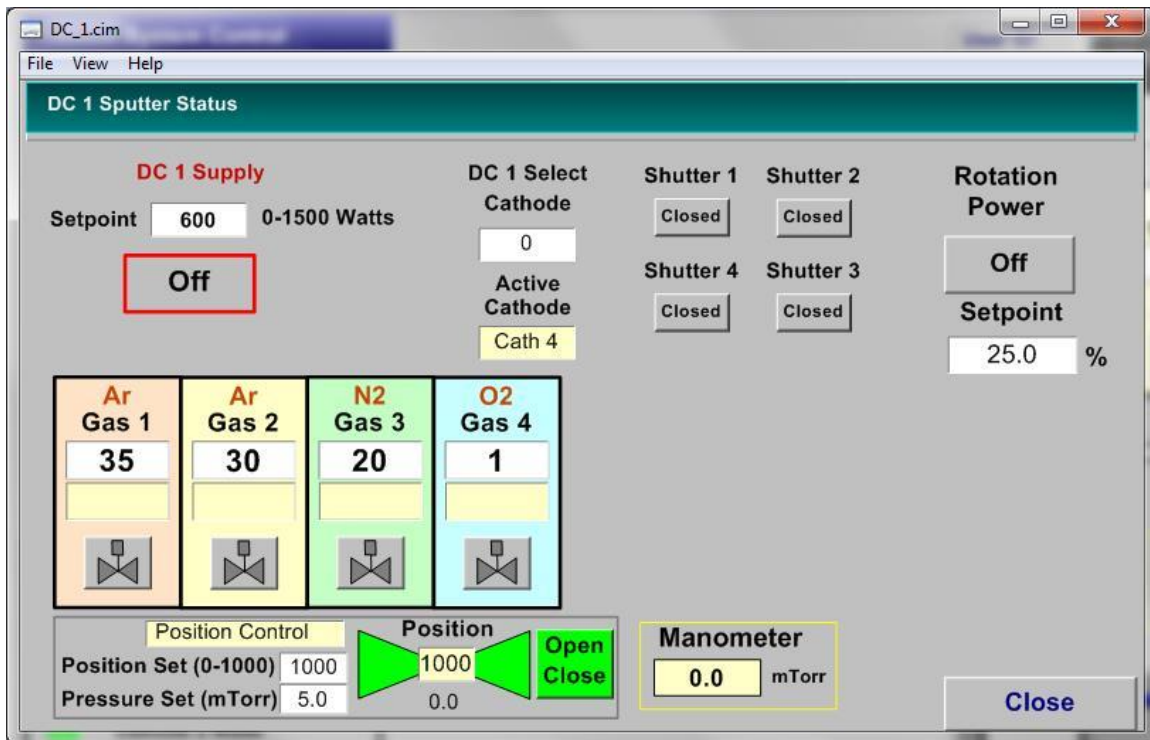 DC_1.cim
File View Help
DC 1 Sputter Status
DC 1 Supply
Setpoint 600 0-1500 Watts
Off
DC 1 Select
Cathode
0
Active
Cathode
Cath 4
Shutter 1 Shutter 2
Closed Closed
Shutter 4 Shutter 3
Closed Closed
Rotation
Power
Off
Setpoint
25.0 %
Ar Ar N2 O2
Gas 1 Gas 2 Gas 3 Gas 4
35 30 20 1
Position Control
Position Set (0-1000) 1000
Pressure Set (mTorr) 5.0
Position
1000
0.0
Open
Close
Manometer
0.0 mTorr
Close